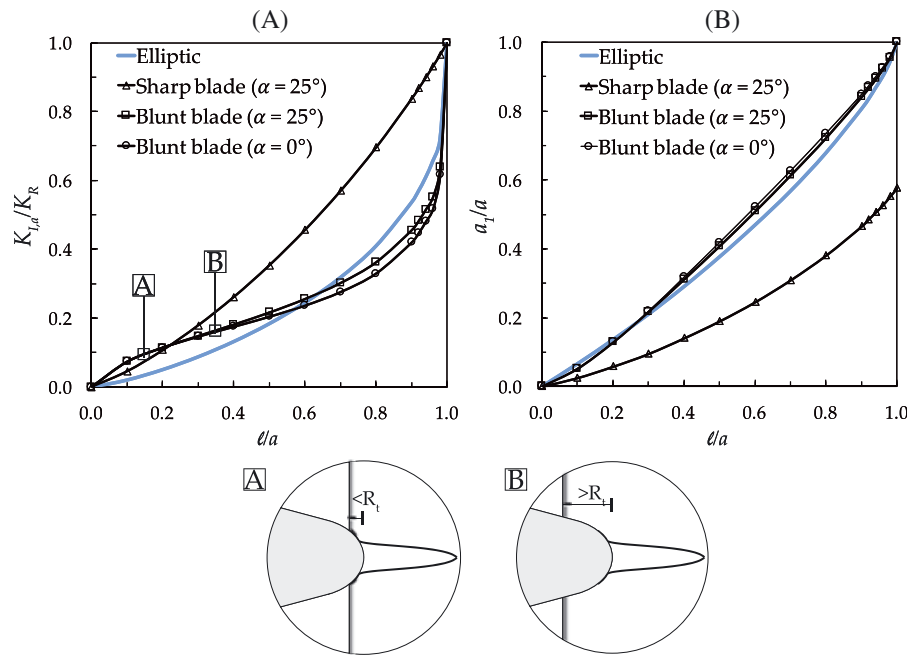 (A)
1.0
0.8
0.6
0.4
0.2
0.0
0.0
0.2
0.4
0.6
0.8
1.0
K_{I,a}/K_R
ℓ/a
Elliptic
Sharp blade (α = 25°)
Blunt blade (α = 25°)
Blunt blade (α = 0°)
A
B
(B)
1.0
0.8
0.6
0.4
0.2
0.0
0.0
0.2
0.4
0.6
0.8
1.0
a_T/a
ℓ/a
Elliptic
Sharp blade (α = 25°)
Blunt blade (α = 25°)
Blunt blade (α = 0°)
A
<R_t
B
>R_t